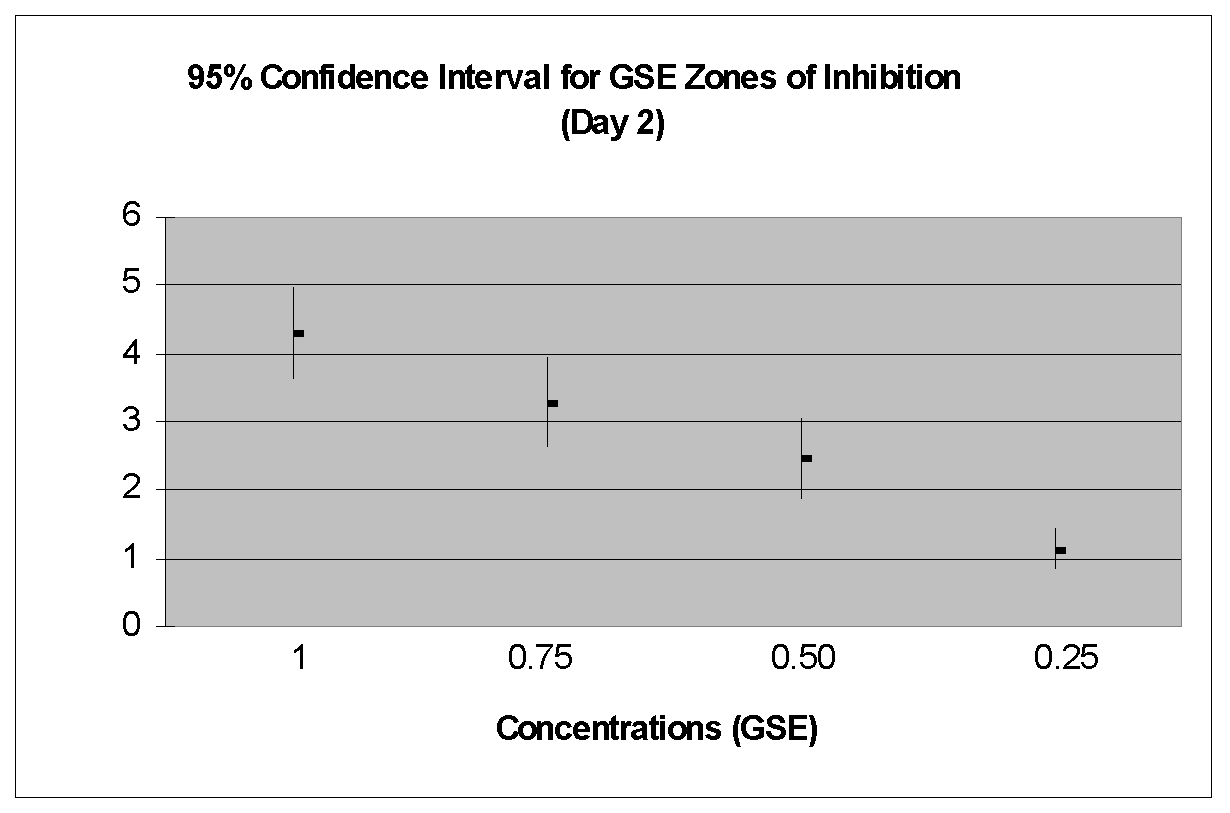 95% Confidence Interval for GSE Zones of Inhibition
(Day 2)
6
5
4
3
2
1
0
1 0.75 0.50 0.25
Concentrations (GSE)